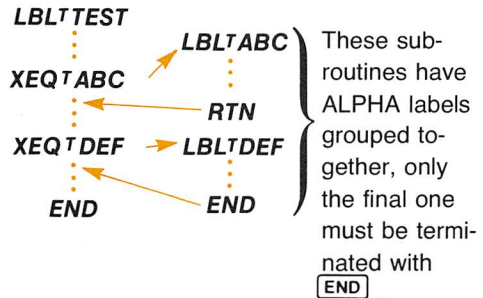 LBLᵀTEST
XEQᵀABC
XEQᵀDEF
END
LBLᵀABC
RTN
LBLᵀDEF
END
These sub-
routines have
ALPHA labels
grouped to-
gether, only
the final one
must be termi-
nated with
END